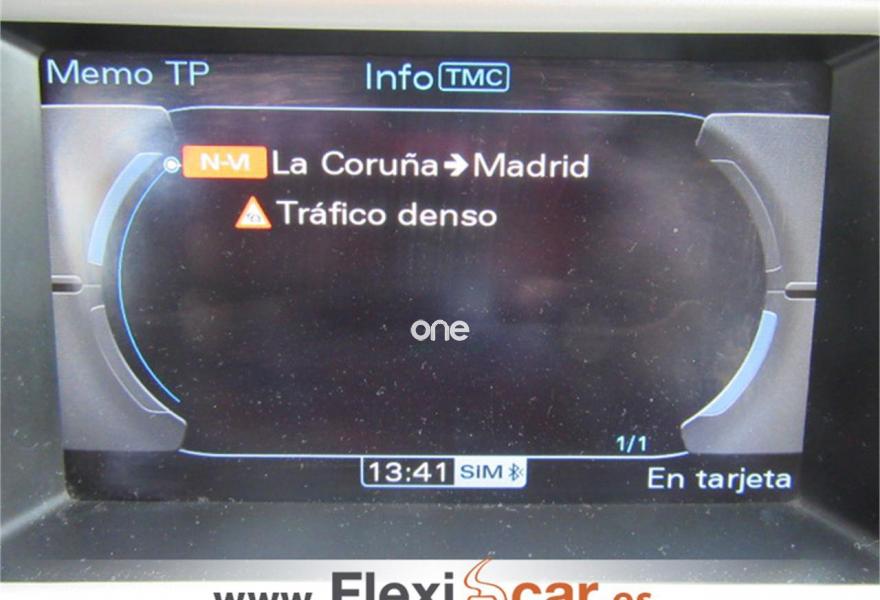 Memo TP
Info TMC
N-VI La Coruña➔Madrid
Tráfico denso
one
1/1
13:41 SIM
En tarjeta
www.Flexicar.es